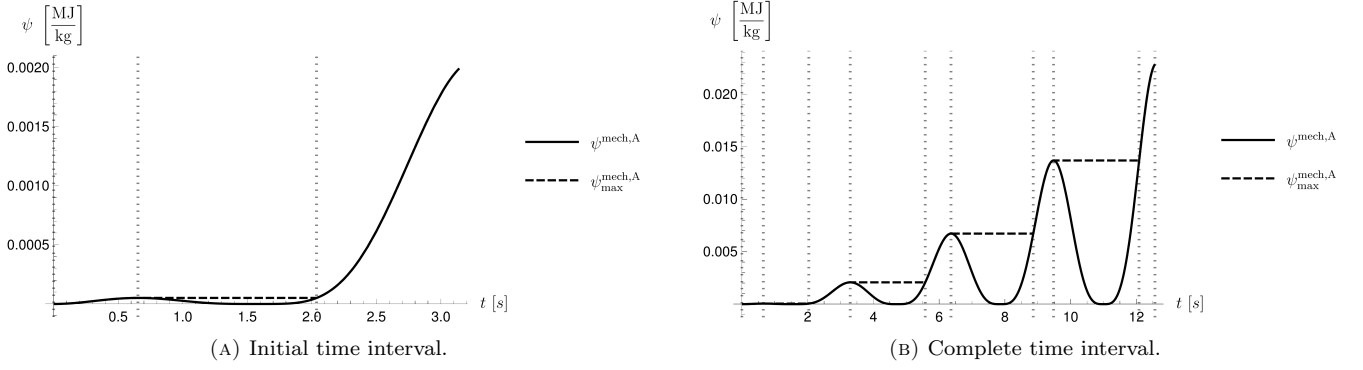 ψ [MJ/kg]
0.0020
0.0015
0.0010
0.0005
0.5 1.0 1.5 2.0 2.5 3.0
t [s]
ψ^mech,A
ψ_max^mech,A
(A) Initial time interval.
ψ [MJ/kg]
0.020
0.015
0.010
0.005
2 4 6 8 10 12
t [s]
ψ^mech,A
ψ_max^mech,A
(B) Complete time interval.